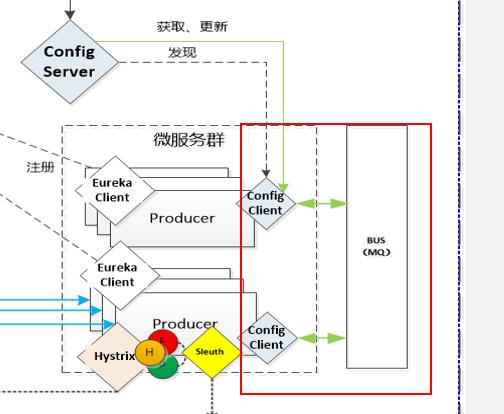 获取、更新
Config
Server
发现
微服务群
注册
Eureka
Client
Producer
Config
Client
BUS
(MQ)
Eureka
Client
Producer
Config
Client
Hystrix
H
Sleuth